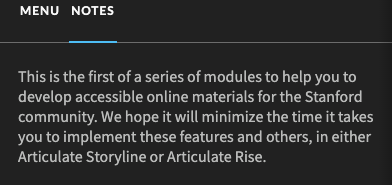 MENU NOTES
This is the first of a series of modules to help you to
develop accessible online materials for the Stanford
community. We hope it will minimize the time it takes
you to implement these features and others, in either
Articulate Storyline or Articulate Rise.